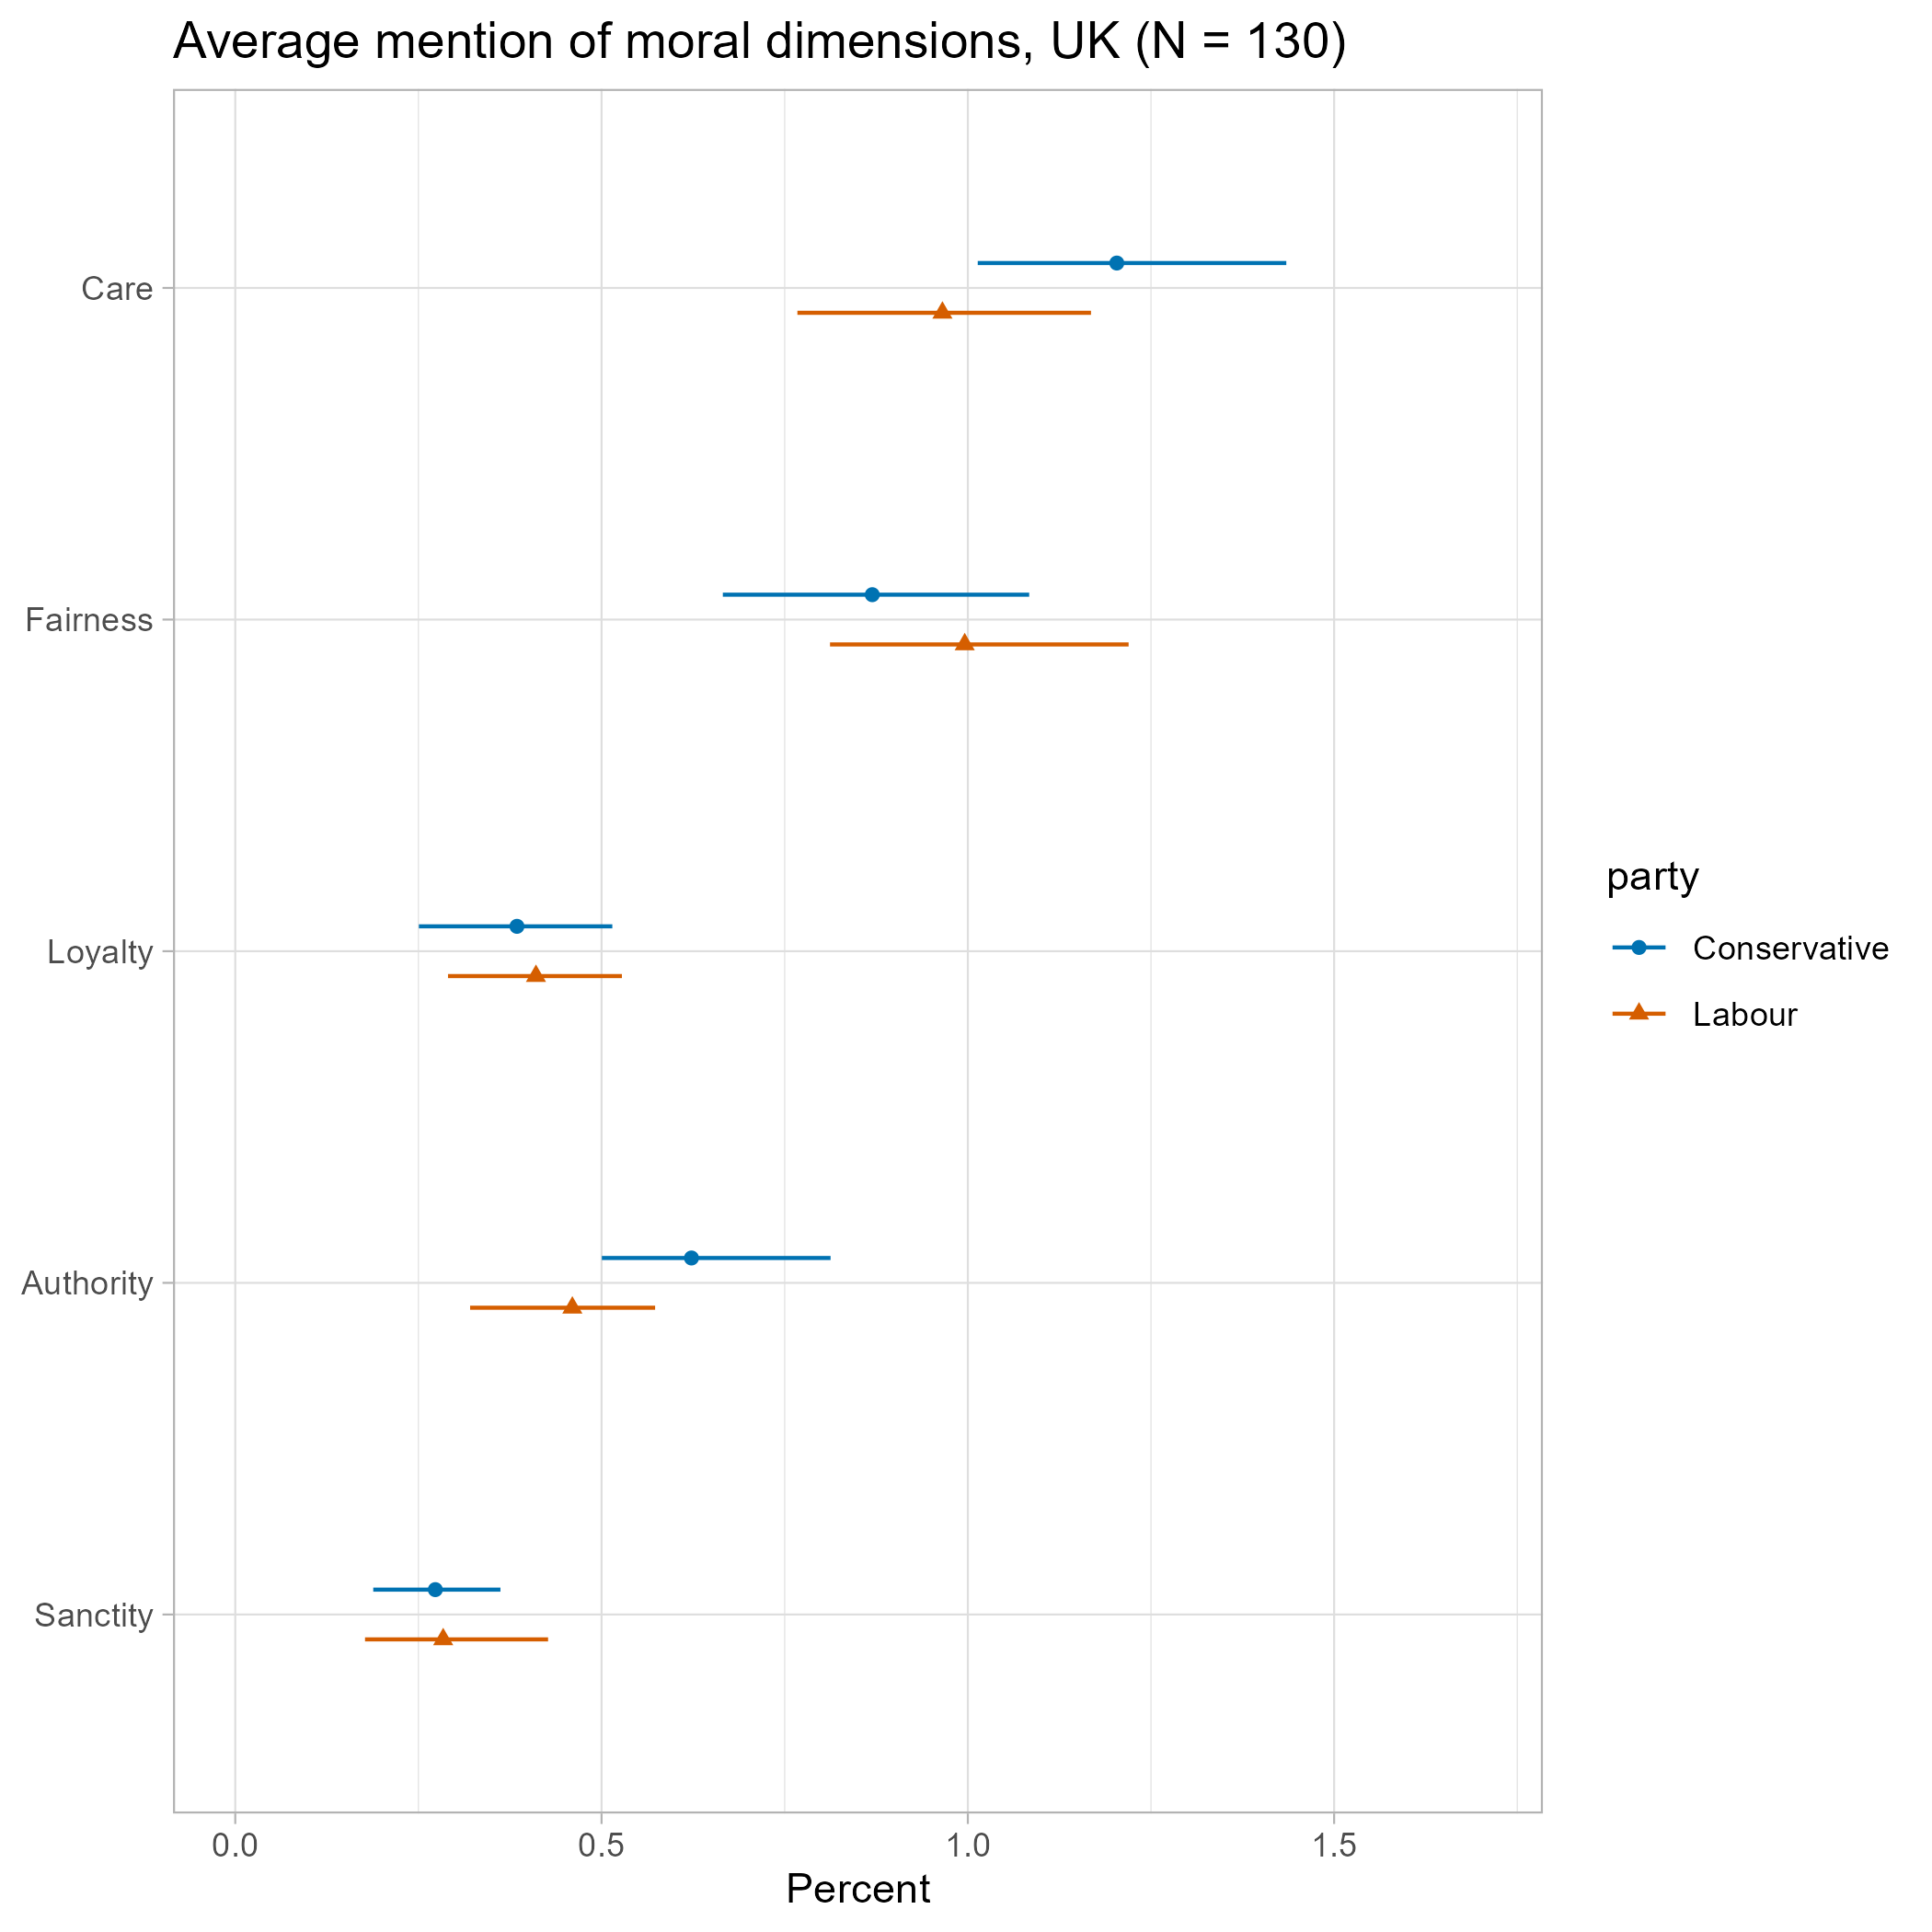 Average mention of moral dimensions, UK (N = 130)
Care
Fairness
Loyalty
Authority
Sanctity
0.0 0.5 1.0 1.5
Percent
party
Conservative
Labour